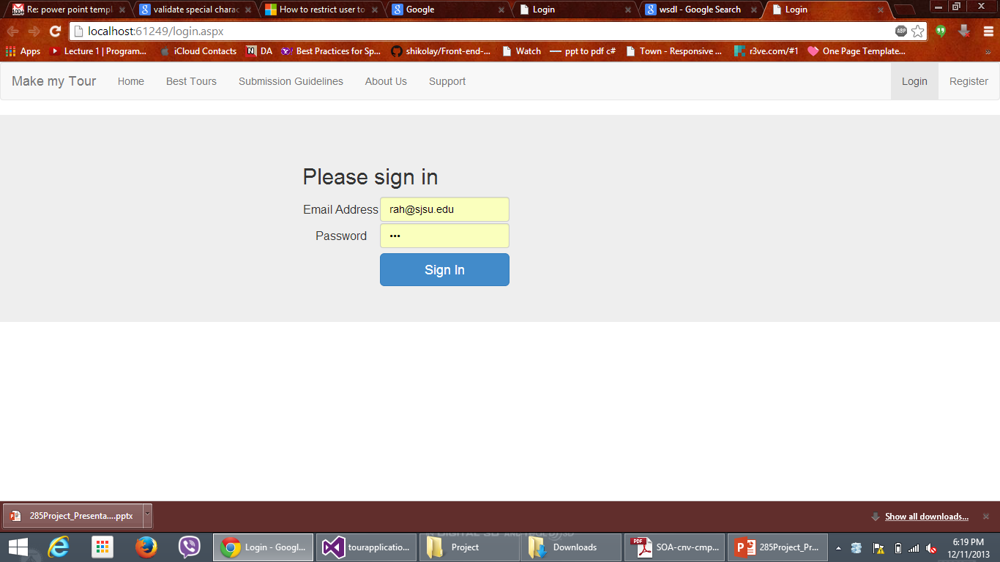 Re: power point templ
validate special charac
How to restrict user to
Google
Login
wsdl - Google Search
Login
localhost:61249/login.aspx
ABP
Apps
Lecture 1 | Program...
iCloud Contacts
DA
Best Practices for Sp...
shikolay/Front-end-...
Watch
ppt to pdf c#
Town - Responsive ...
r3ve.com/#1
One Page Template...
»
Make my Tour
Home
Best Tours
Submission Guidelines
About Us
Support
Login
Register
Please sign in
Email Address
rah@sjsu.edu
Password
•••
Sign In
285Project_Presenta....pptx
Show all downloads...
Login - Googl...
tourapplicatio...
Project
Downloads
SOA-cnv-cmp...
285Project_Pr...
6:19 PM
12/11/2013